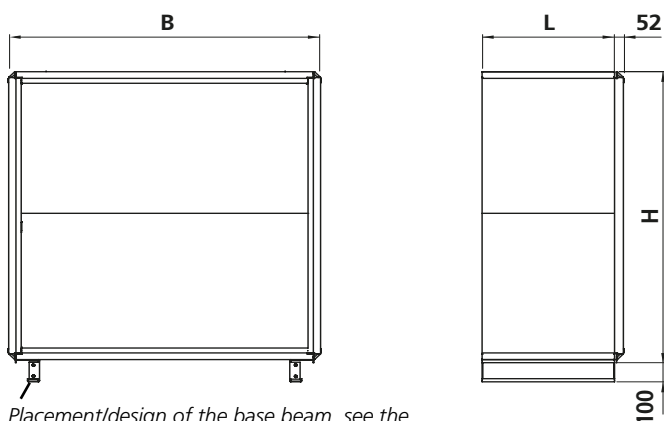 B
L
52
H
100
Placement/design of the base beam, see the